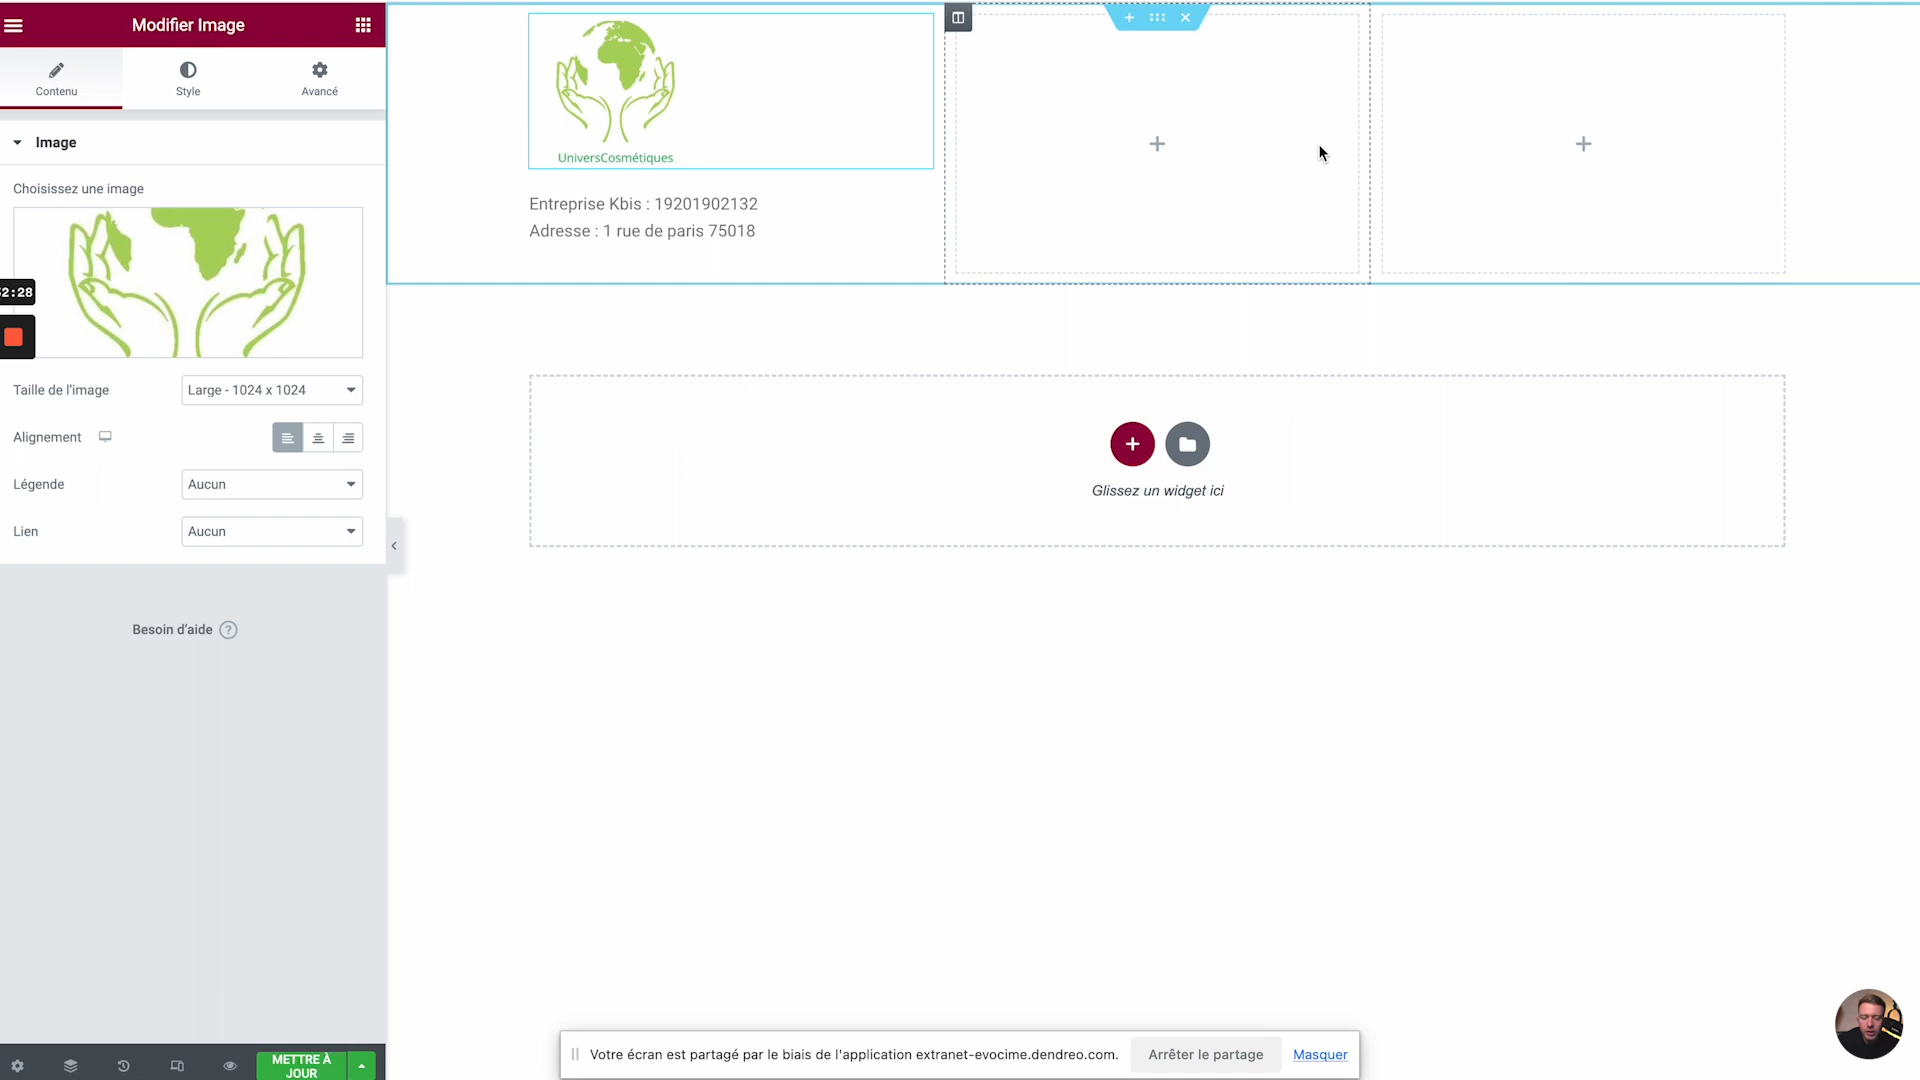 Modifier Image
Contenu
Style
Avancé
Image
Choisissez une image
2:28
Taille de l'image
Large - 1024 x 1024
Alignement
Légende
Aucun
Lien
Aucun
Besoin d'aide ?
METTRE À JOUR
UniversCosmétiques
Entreprise Kbis : 19201902132
Adresse : 1 rue de paris 75018
Glissez un widget ici
Votre écran est partagé par le biais de l'application extranet-evocime.dendreo.com.
Arrêter le partage
Masquer